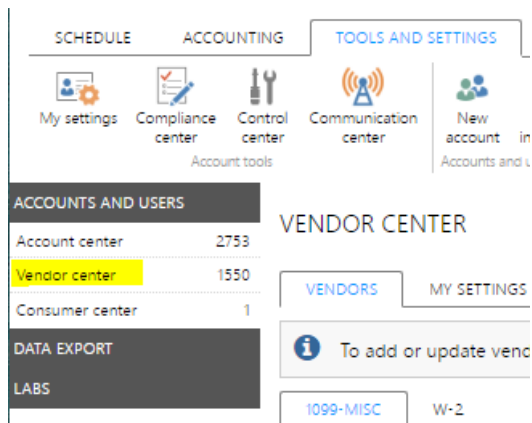 SCHEDULE ACCOUNTING TOOLS AND SETTINGS
My settings Compliance center Control center Communication center New account
Account tools Accounts and
ACCOUNTS AND USERS
Account center 2753
Vendor center 1550
Consumer center 1
DATA EXPORT
LABS
VENDOR CENTER
VENDORS MY SETTINGS
To add or update
1099-MISC W-2